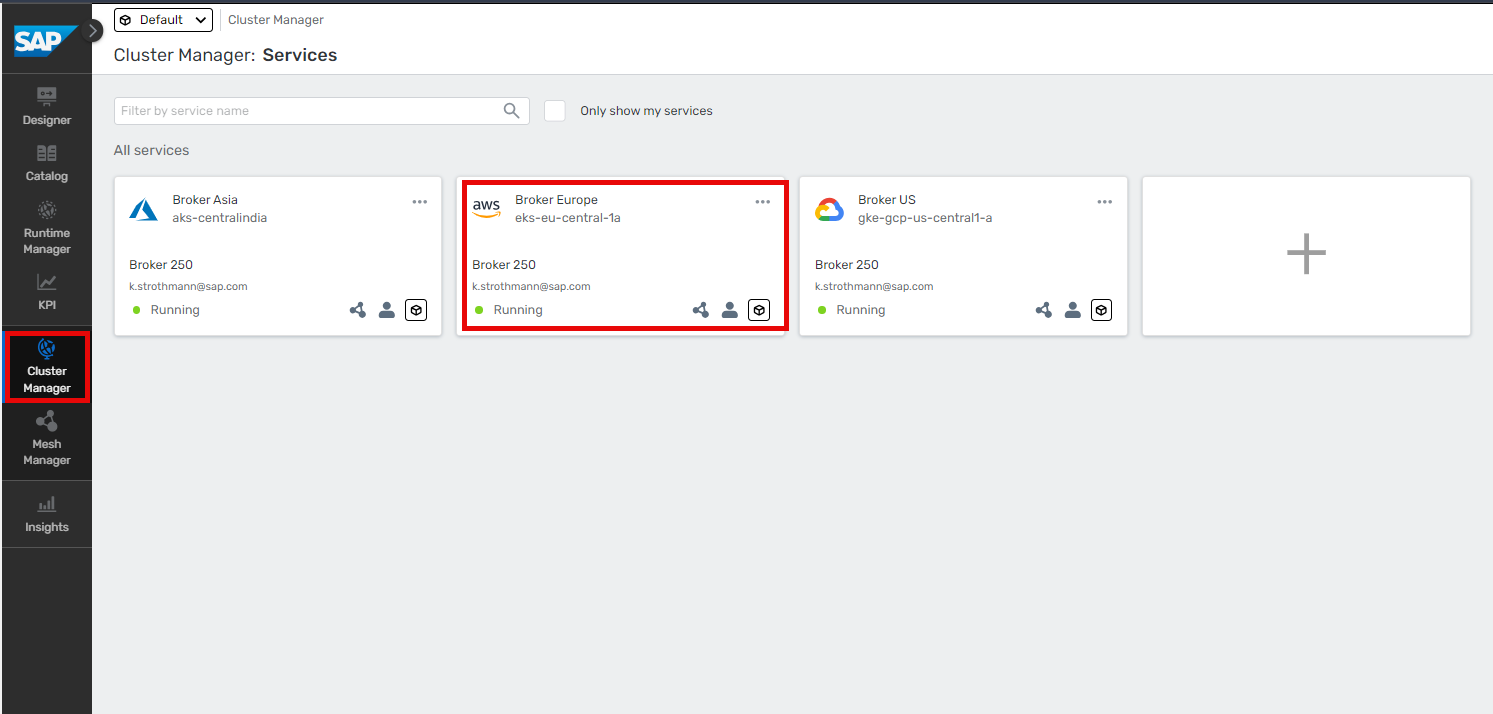 SAP
Default
Cluster Manager
Cluster Manager: Services
Designer
Catalog
Runtime
Manager
KPI
Cluster
Manager
Mesh
Manager
Insights
Filter by service name
Only show my services
All services
Broker Asia
aks-centralindia
Broker 250
k.strothmann@sap.com
Running
aws
Broker Europe
eks-eu-central-1a
Broker 250
k.strothmann@sap.com
Running
Broker US
gke-gcp-us-central1-a
Broker 250
k.strothmann@sap.com
Running